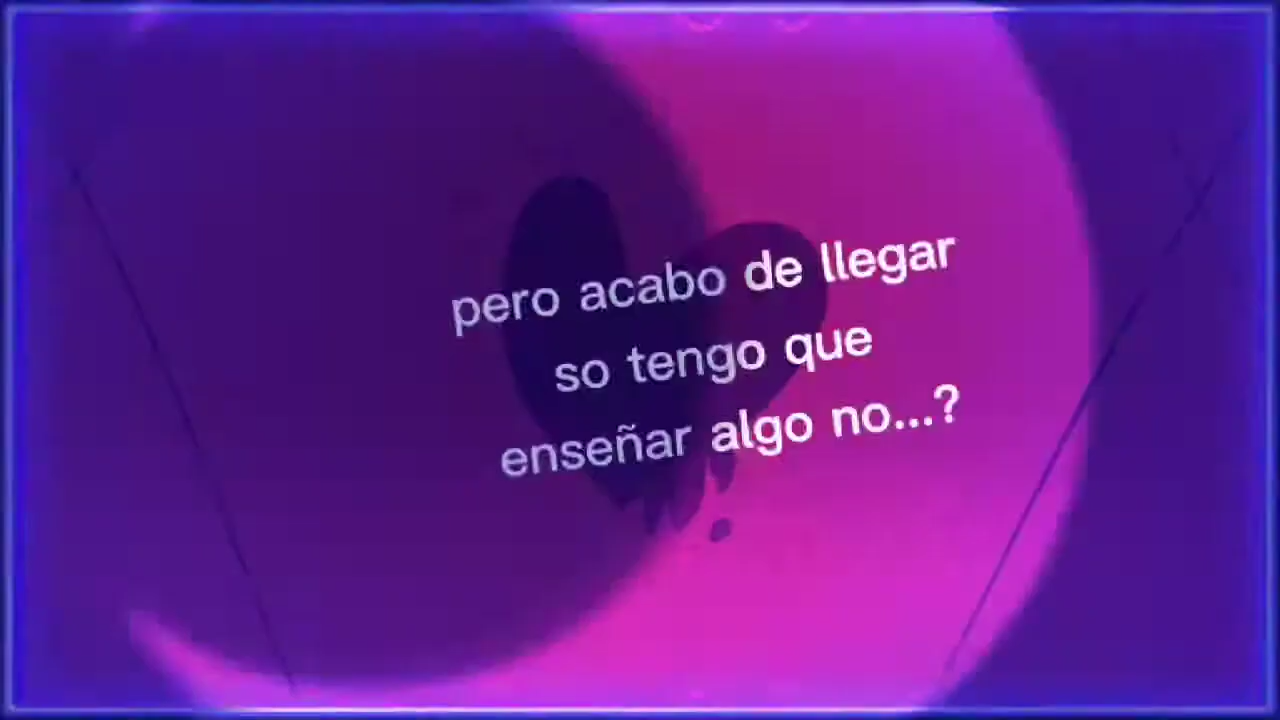 pero acabo de llegar
so tengo que
enseñar algo no...?